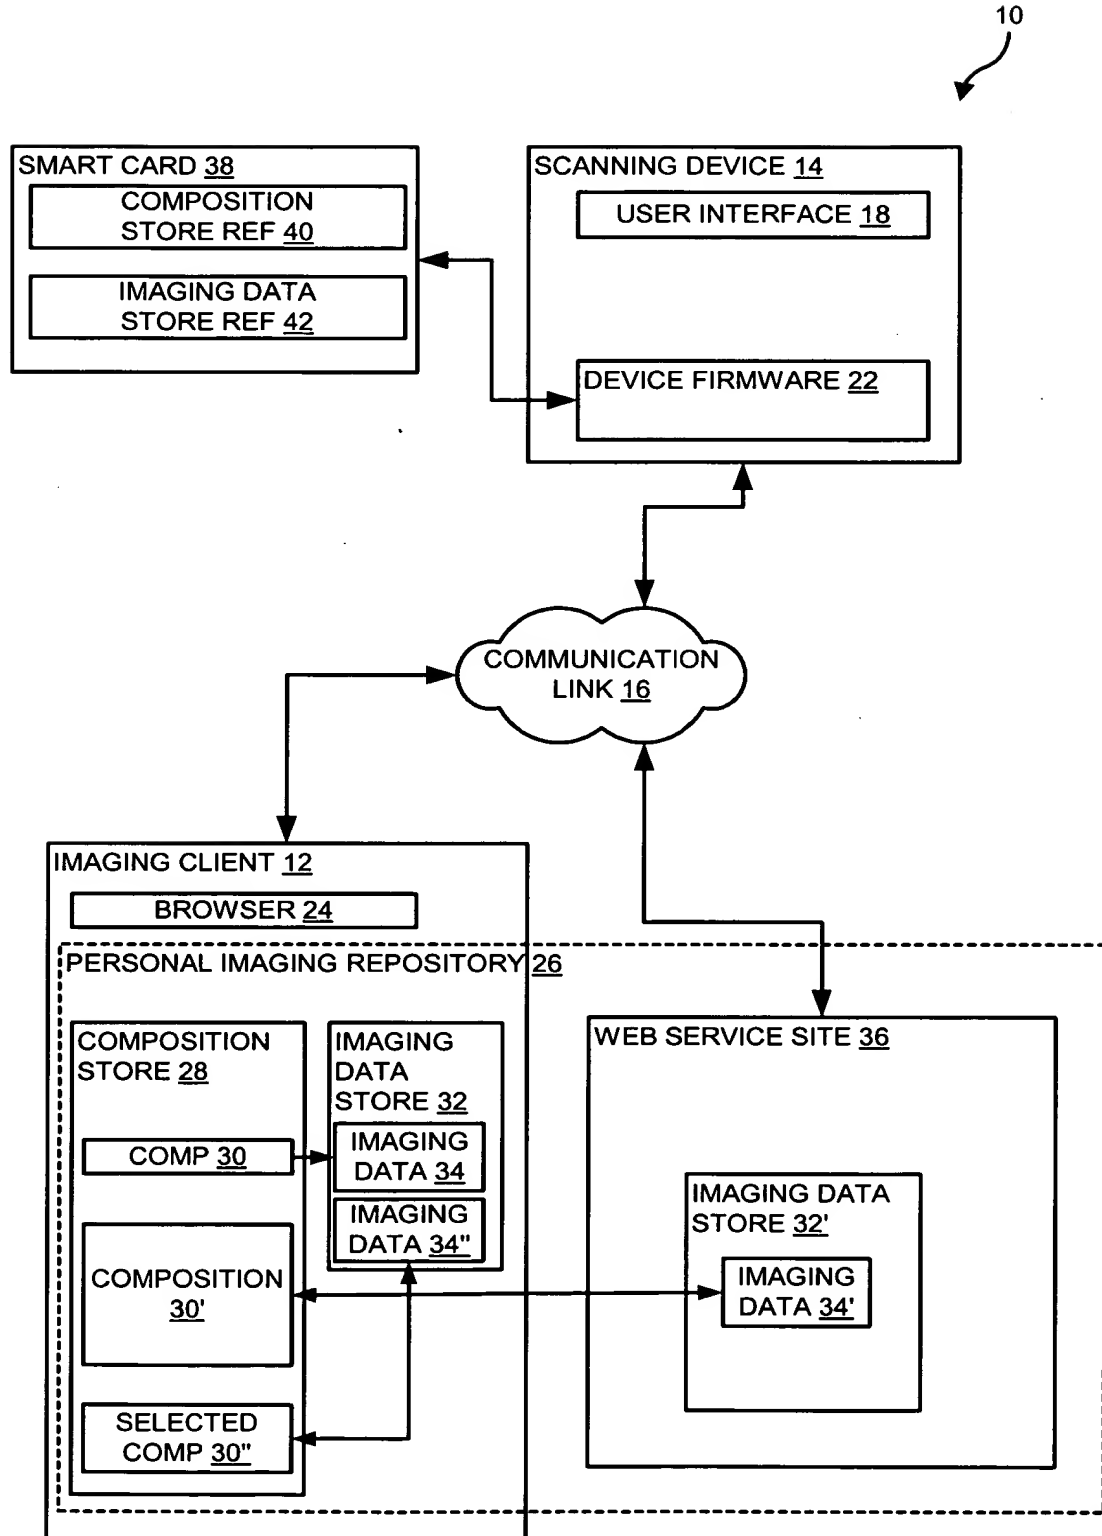 10
SMART CARD 38
COMPOSITION
STORE REF 40
IMAGING DATA
STORE REF 42
SCANNING DEVICE 14
USER INTERFACE 18
DEVICE FIRMWARE 22
COMMUNICATION
LINK 16
IMAGING CLIENT 12
BROWSER 24
PERSONAL IMAGING REPOSITORY 26
COMPOSITION
STORE 28
COMP 30
COMPOSITION
30'
SELECTED
COMP 30"
IMAGING
DATA
STORE 32
IMAGING
DATA 34
IMAGING
DATA 34"
WEB SERVICE SITE 36
IMAGING DATA
STORE 32'
IMAGING
DATA 34'